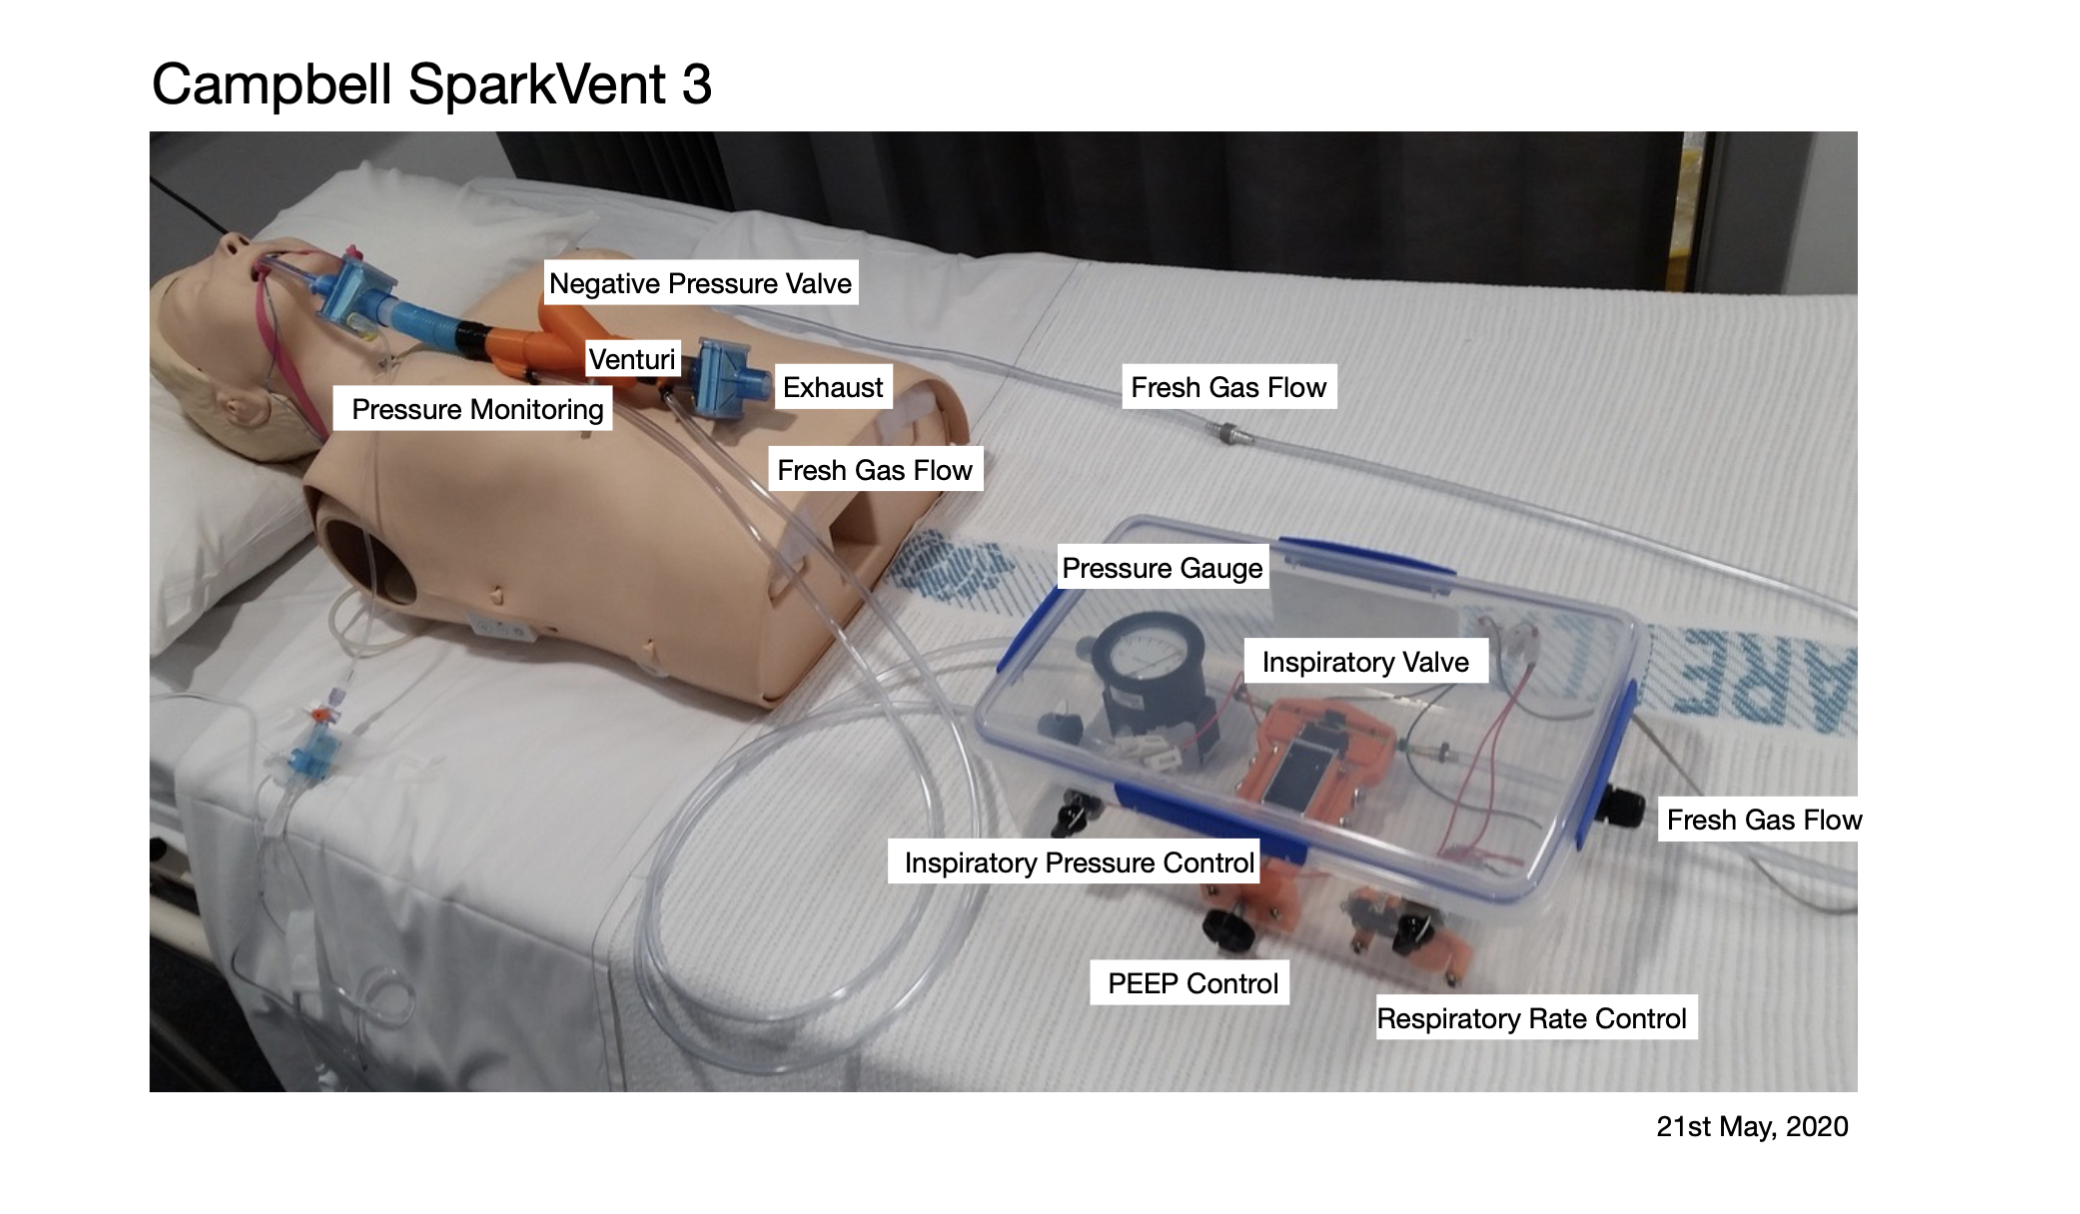 Campbell SparkVent 3
Negative Pressure Valve
Venturi
Exhaust
Fresh Gas Flow
Pressure Monitoring
Fresh Gas Flow
Pressure Gauge
Inspiratory Valve
Fresh Gas Flow
Inspiratory Pressure Control
PEEP Control
Respiratory Rate Control
21st May, 2020